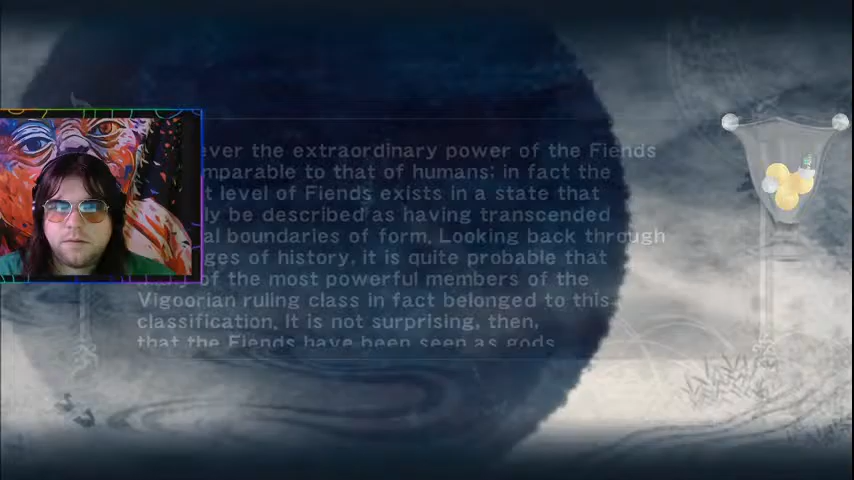 ever the extraordinary power of the Fiends
mparable to that of humans; in fact the
t level of Fiends exists in a state that
ly be described as having transcended
al boundaries of form. Looking back through
ges of history, it is quite probable that
of the most powerful members of the
Vigoorian ruling class in fact belonged to this
classification. It is not surprising, then,
that the Fiends have been seen as gods